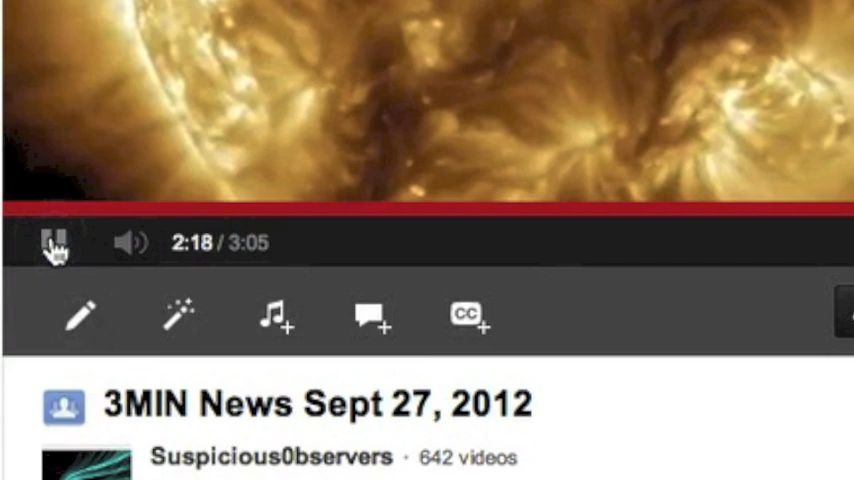 2:18 / 3:05
CC
3MIN News Sept 27, 2012
Suspicious0bservers · 642 videos